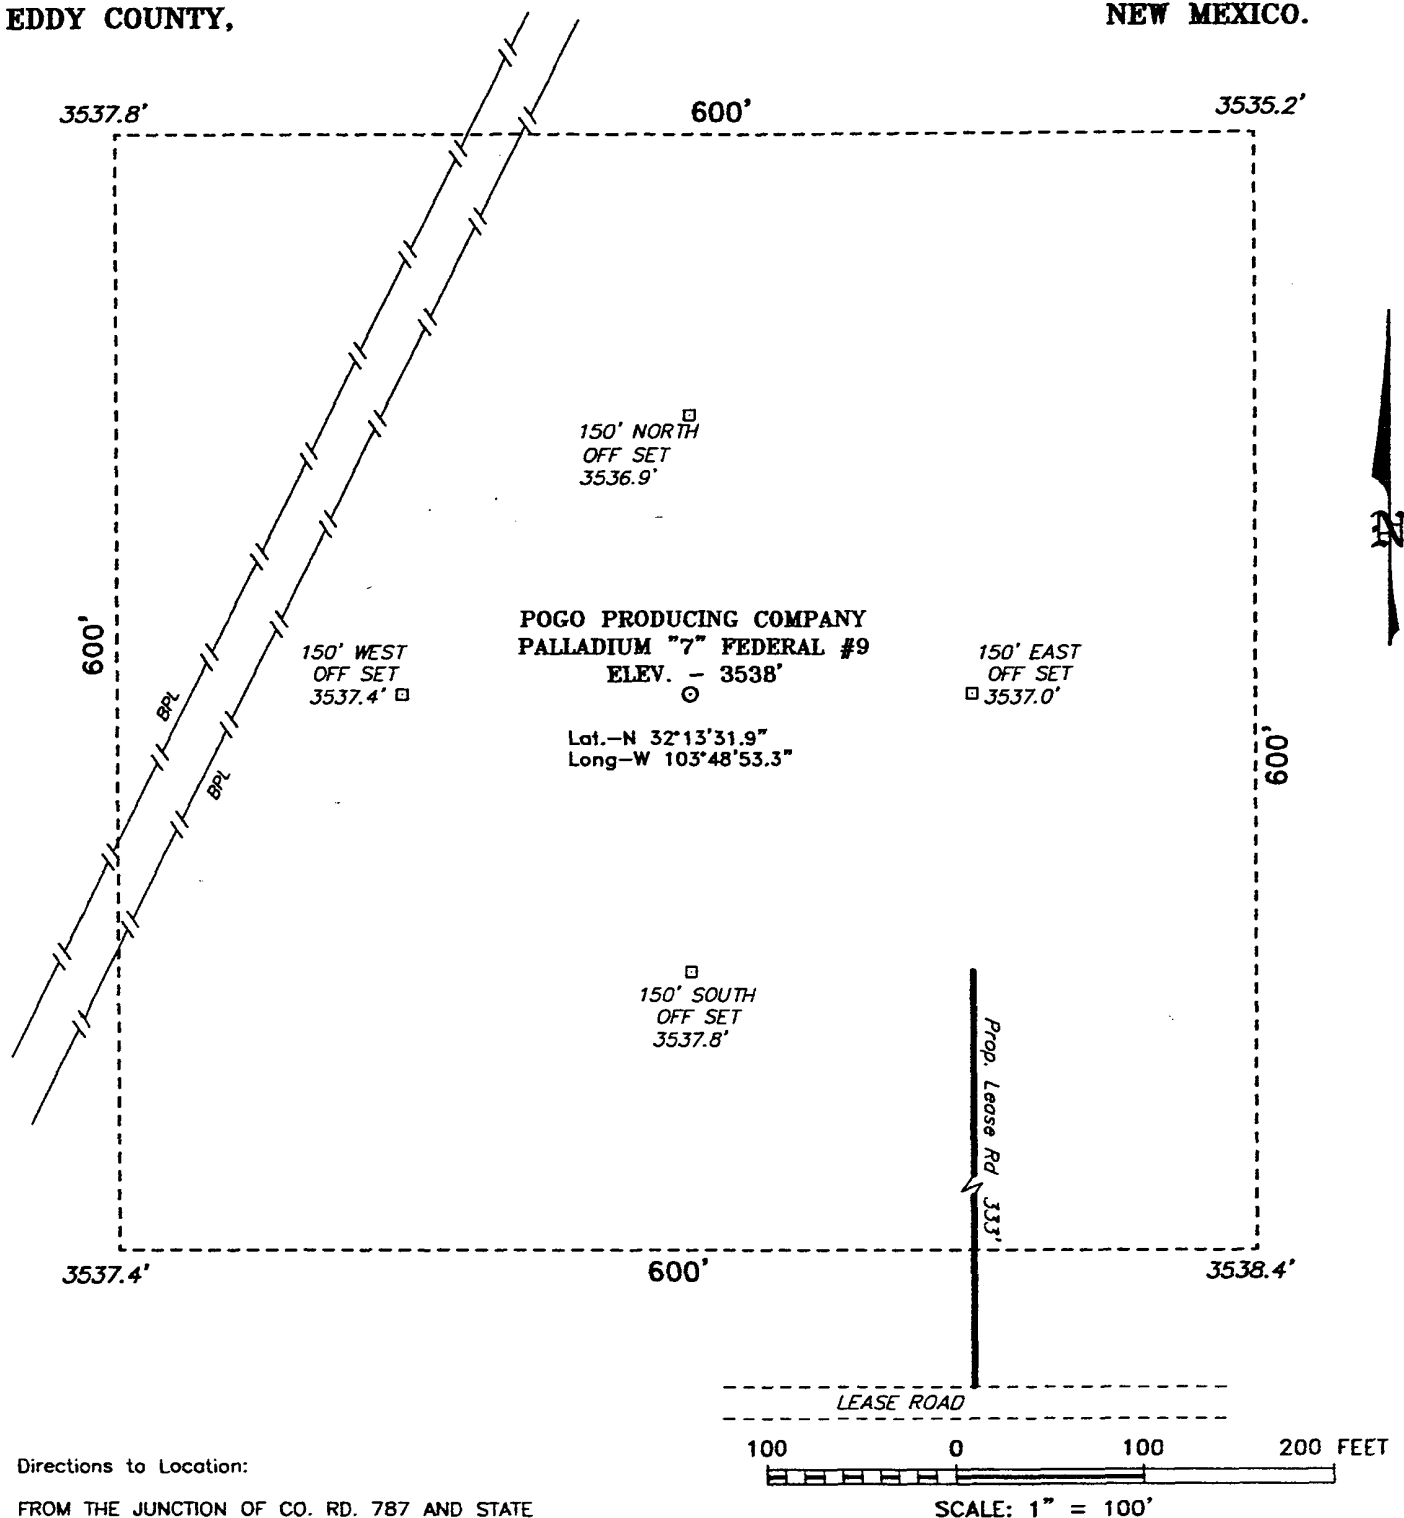 EDDY COUNTY,
NEW MEXICO.
3537.8'
600'
3535.2'
150' NORTH
OFF SET
3536.9'
N
600'
150' WEST
OFF SET
3537.4'
POGO PRODUCING COMPANY
PALLADIUM "7" FEDERAL #9
ELEV. - 3538'
150' EAST
OFF SET
3537.0'
BPL
BPL
Lat.-N 32°13'31.9"
Long-W 103°48'53.3"
600'
150' SOUTH
OFF SET
3537.8'
Prop. Lease Rd 333'
3537.4'
600'
3538.4'
LEASE ROAD
100 0 100 200 FEET
SCALE: 1" = 100'
Directions to Location:
FROM THE JUNCTION OF CO. RD. 787 AND STATE